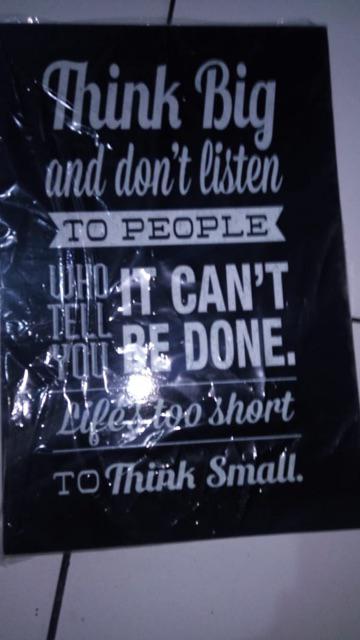 Think Big
and don't listen
TO PEOPLE
WHO
TELL
YOU
IT CAN'T
BE DONE.
Life's too short
TO Think Small.